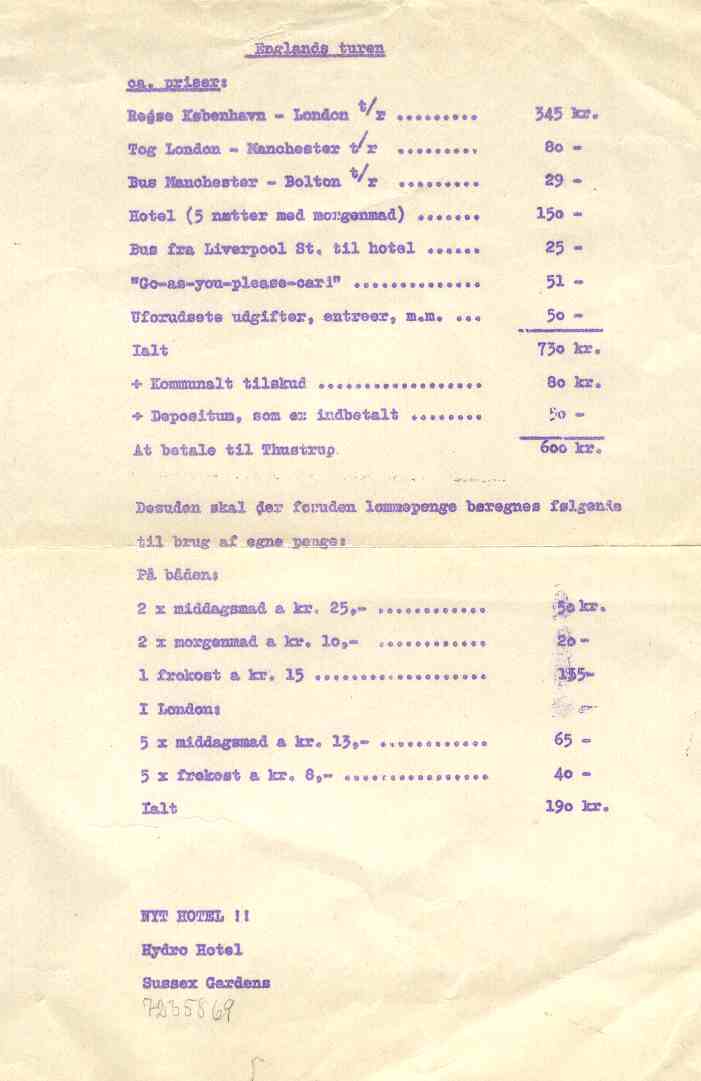 Englands turen
ca. priser:
Rejse København - London t/r ......... 345 kr.
Tog London - Manchester t/r ......... 80 -
Bus Manchester - Bolton t/r ......... 29 -
Hotel (5 nætter med morgenmad) ....... 150 -
Bus fra Liverpool St. til hotel ...... 25 -
"Go-as-you-please-card" .............. 51 -
Uforudsete udgifter, entreer, m.m. ... 50 -
Ialt 730 kr.
÷ Kommunalt tilskud .................. 80 kr.
÷ Depositum, som er indbetalt ........ 50 -
At betale til Thustrup 600 kr.
Desuden skal der foruden lommepenge beregnes følgende
til brug af egne penge:
På båden:
2 x middagsmad a kr. 25,- ............ 50 kr.
2 x morgenmad a kr. 10,- ............ 20 -
1 frokost a kr. 15 ................... 15-
I London:
5 x middagsmad a kr. 13,- ............ 65 -
5 x frokost a kr. 8,- ................ 40 -
Ialt 190 kr.
NYT HOTEL !!
Hydro Hotel
Sussex Gardens